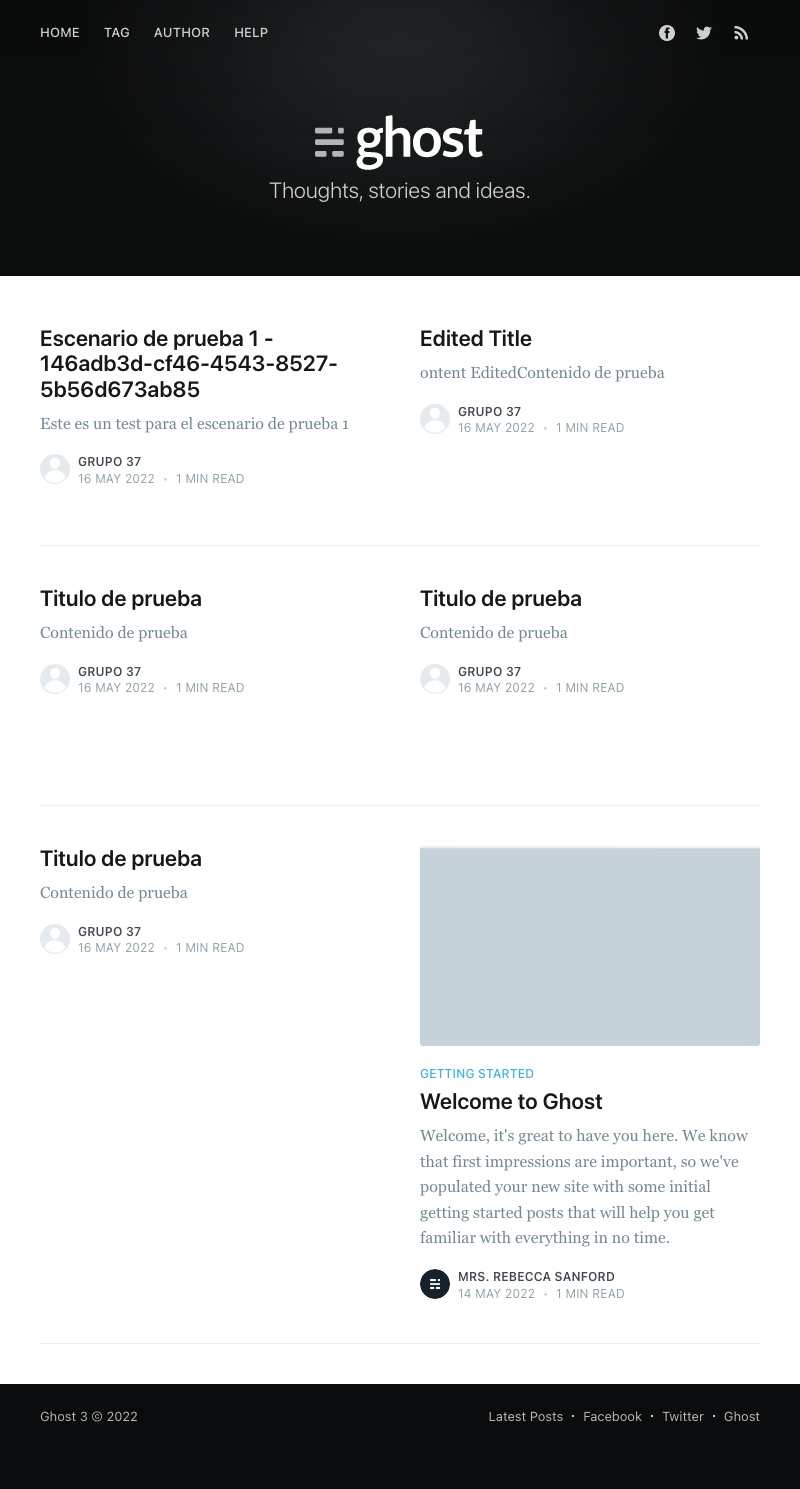 HOME TAG AUTHOR HELP
ghost
Thoughts, stories and ideas.
Escenario de prueba 1 -
146adb3d-cf46-4543-8527-
5b56d673ab85
Este es un test para el escenario de prueba 1
GRUPO 37
16 MAY 2022 • 1 MIN READ
Edited Title
ontent EditedContenido de prueba
GRUPO 37
16 MAY 2022 • 1 MIN READ
Titulo de prueba
Contenido de prueba
GRUPO 37
16 MAY 2022 • 1 MIN READ
Titulo de prueba
Contenido de prueba
GRUPO 37
16 MAY 2022 • 1 MIN READ
Titulo de prueba
Contenido de prueba
GRUPO 37
16 MAY 2022 • 1 MIN READ
GETTING STARTED
Welcome to Ghost
Welcome, it's great to have you here. We know
that first impressions are important, so we've
populated your new site with some initial
getting started posts that will help you get
familiar with everything in no time.
MRS. REBECCA SANFORD
14 MAY 2022 • 1 MIN READ
Ghost 3 © 2022
Latest Posts • Facebook • Twitter • Ghost